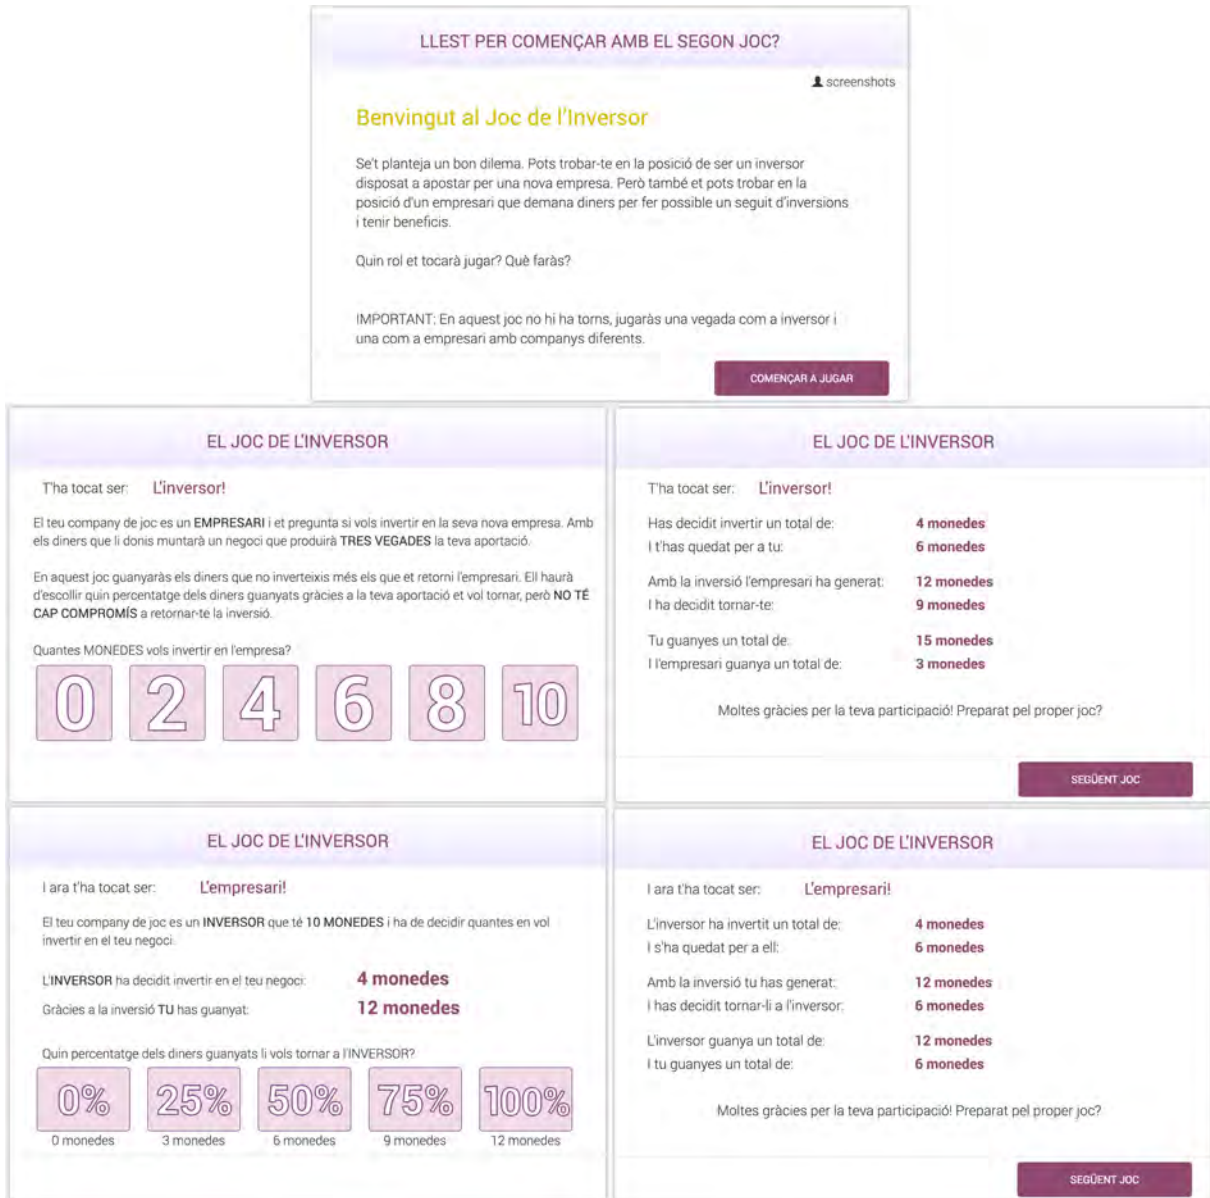 LLEST PER COMENÇAR AMB EL SEGON JOC?
screenshots
Benvingut al Joc de l'Inversor
Se't planteja un bon dilema. Pots trobar-te en la posició de ser un inversor
disposat a apostar per una nova empresa. Però també et pots trobar en la
posició d'un empresari que demana diners per fer possible un seguit d'inversions
i tenir beneficis.
Quin rol et tocarà jugar? Què faràs?
IMPORTANT: En aquest joc no hi ha torns, jugaràs una vegada com a inversor i
una com a empresari amb companys diferents.
COMENÇAR A JUGAR
EL JOC DE L'INVERSOR
T'ha tocat ser: L'inversor!
El teu company de joc es un EMPRESARI i et pregunta si vols invertir en la seva nova empresa. Amb
els diners que li donis muntarà un negoci que produirà TRES VEGADES la teva aportació.
En aquest joc guanyaràs els diners que no inverteixis més els que et retorni l'empresari. Ell haurà
d'escollir quin percentatge dels diners guanyats gràcies a la teva aportació et vol tornar, però NO TÉ
CAP COMPROMÍS a retornar-te la inversió.
Quantes MONEDES vols invertir en l'empresa?
0 2 4 6 8 10
EL JOC DE L'INVERSOR
T'ha tocat ser: L'inversor!
Has decidit invertir un total de: 4 monedes
I t'has quedat per a tu: 6 monedes
Amb la inversió l'empresari ha generat: 12 monedes
I ha decidit tornar-te: 9 monedes
Tu guanyes un total de: 15 monedes
I l'empresari guanya un total de: 3 monedes
Moltes gràcies per la teva participació! Preparat pel proper joc?
SEGÜENT JOC
EL JOC DE L'INVERSOR
I ara t'ha tocat ser: L'empresari!
El teu company de joc es un INVERSOR que té 10 MONEDES i ha de decidir quantes en vol
invertir en el teu negoci.
L'INVERSOR ha decidit invertir en el teu negoci: 4 monedes
Gràcies a la inversió TU has guanyat: 12 monedes
Quin percentatge dels diners guanyats li vols tornar a l'INVERSOR?
0% 25% 50% 75% 100%
0 monedes 3 monedes 6 monedes 9 monedes 12 monedes
EL JOC DE L'INVERSOR
I ara t'ha tocat ser: L'empresari!
L'inversor ha invertit un total de: 4 monedes
I s'ha quedat per a ell: 6 monedes
Amb la inversió tu has generat: 12 monedes
I has decidit tornar-li a l'inversor: 6 monedes
L'inversor guanya un total de: 12 monedes
I tu guanyes un total de: 6 monedes
Moltes gràcies per la teva participació! Preparat pel proper joc?
SEGÜENT JOC